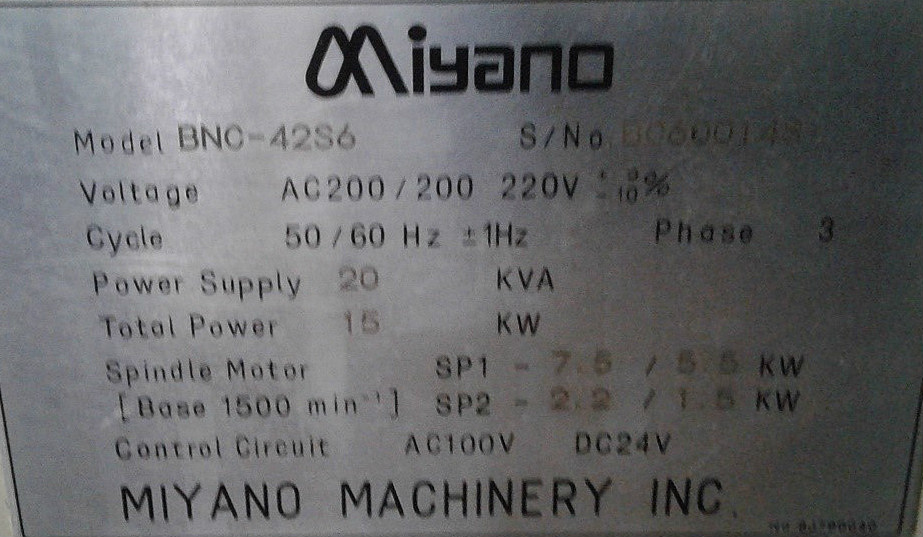 Miyano
Model BNC-42S6 S/No.
Voltage AC200/200 220V ± 10%
Cycle 50/60 Hz ±1Hz Phase 3
Power Supply 20 KVA
Total Power 15 KW
Spindle Motor SP1 - 7.5 / 5.5 KW
[Base 1500 min⁻¹] SP2 - 2.2 / 1.5 KW
Control Circuit AC100V DC24V
MIYANO MACHINERY INC.